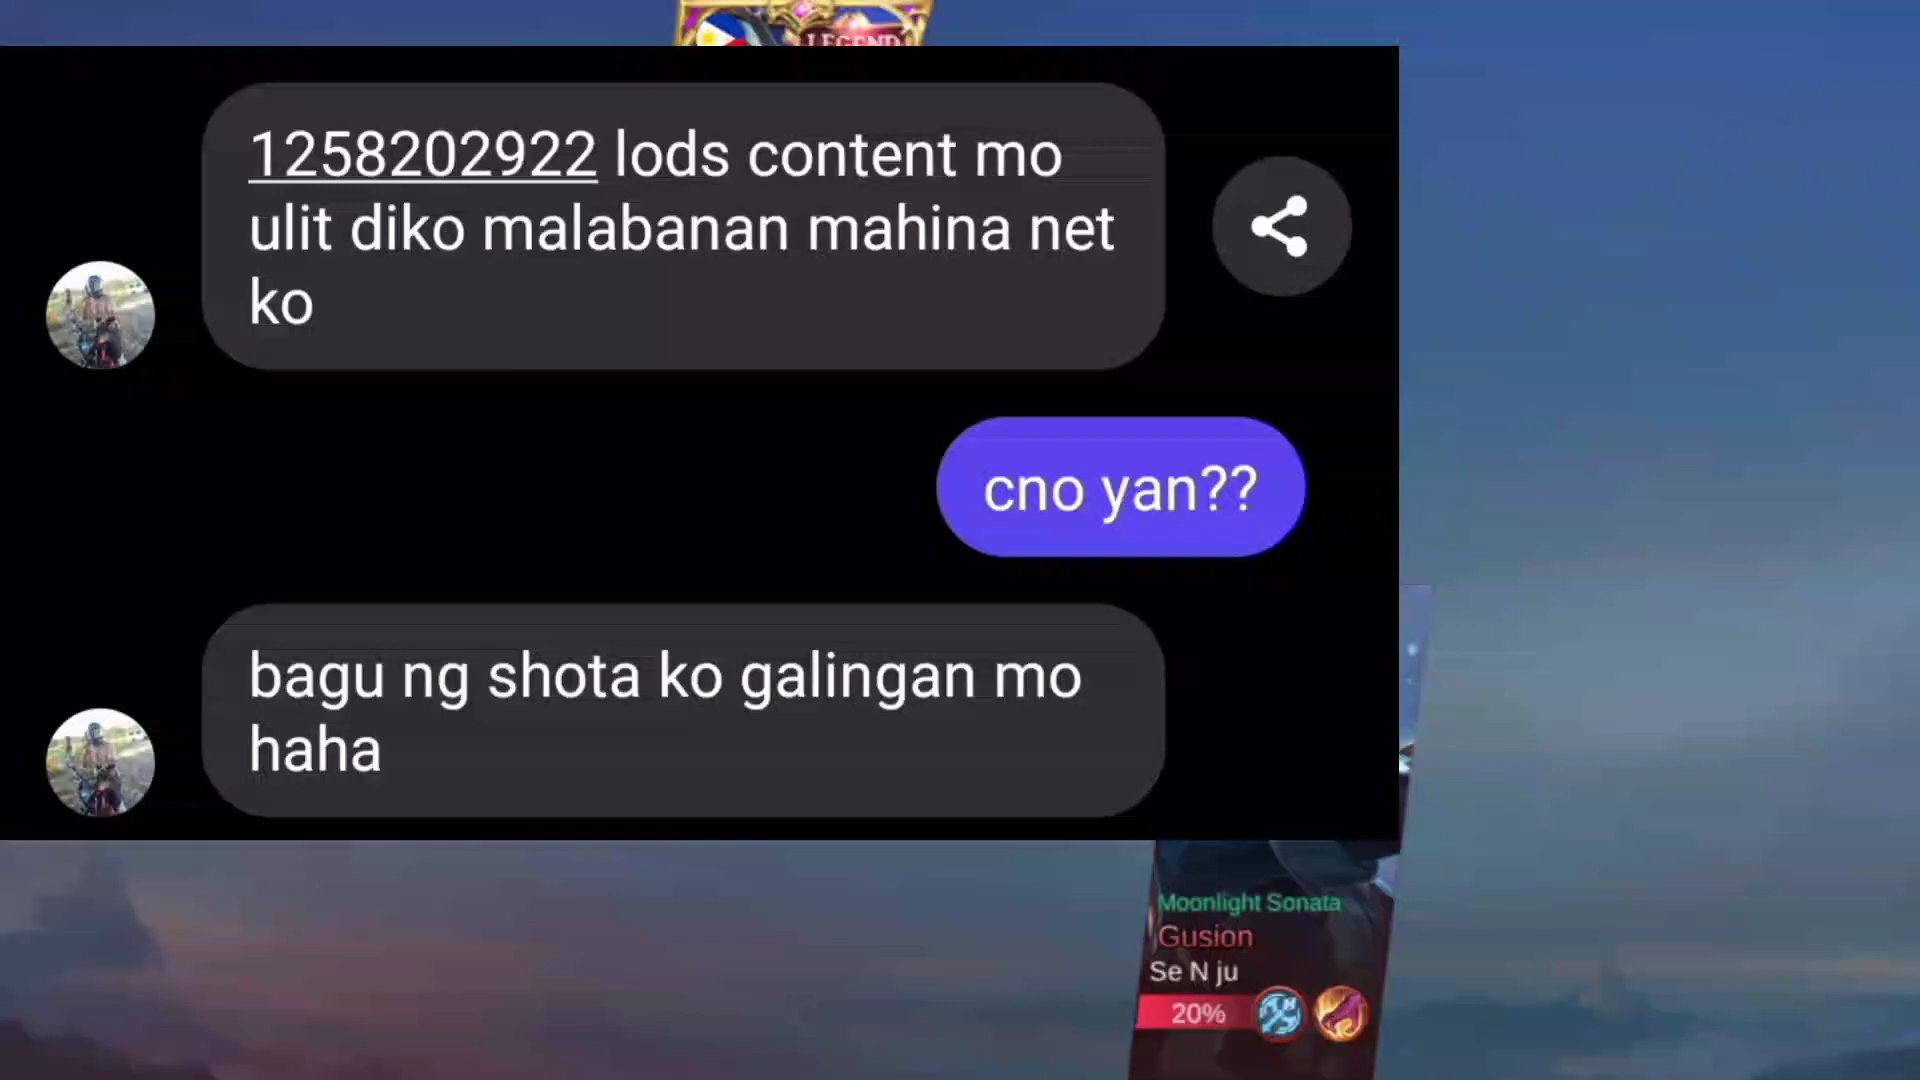 LEGEND
1258202922 lods content mo
ulit diko malabanan mahina net
ko
cno yan??
bagu ng shota ko galingan mo
haha
Moonlight Sonata
Gusion
Se N ju
20%